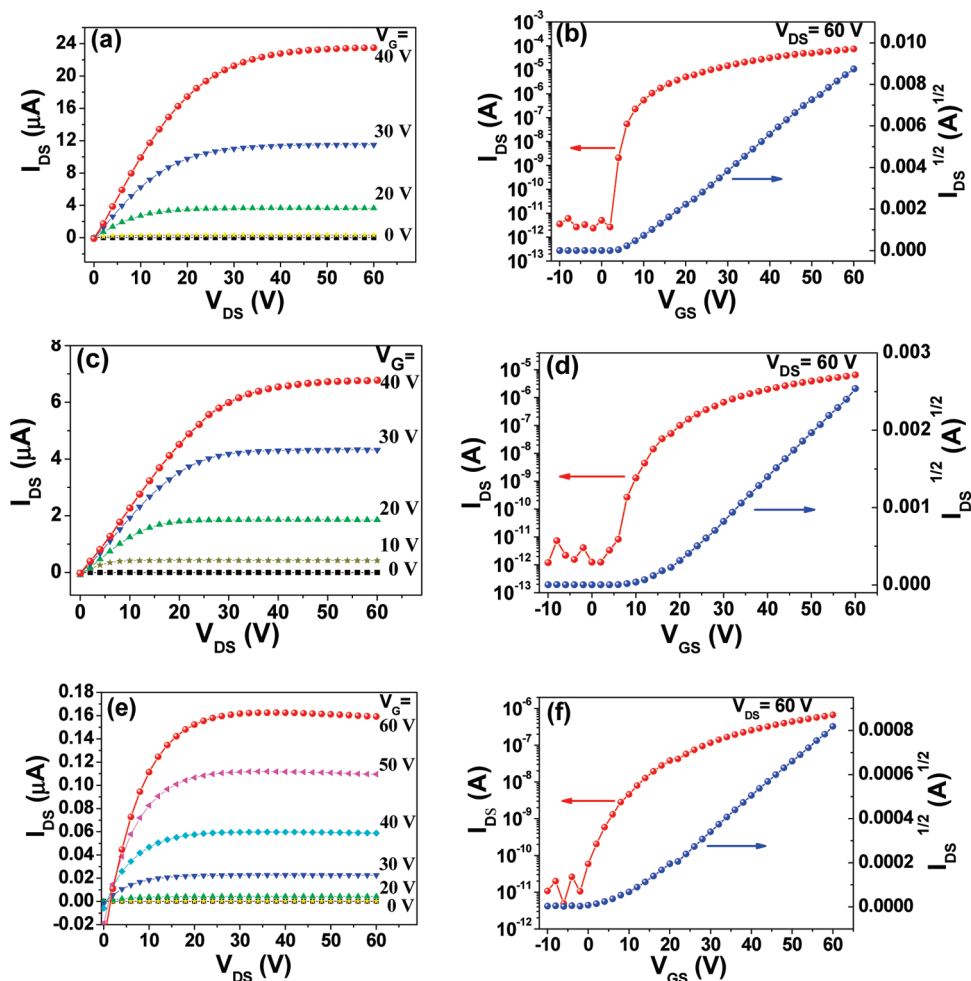 (a)
V_G=
40 V
30 V
20 V
0 V
24
20
16
12
8
4
0
I_DS (μA)
0 10 20 30 40 50 60
V_DS (V)
(b)
V_DS= 60 V
10^-3
10^-4
10^-5
10^-6
10^-7
10^-8
10^-9
10^-10
10^-11
10^-12
10^-13
I_DS (A)
0.010
0.008
0.006
0.004
0.002
0.000
I_DS^1/2 (A)^1/2
-10 0 10 20 30 40 50 60
V_GS (V)
(c)
V_G=
40 V
30 V
20 V
10 V
0 V
8
6
4
2
0
I_DS (μA)
0 10 20 30 40 50 60
V_DS (V)
(d)
V_DS= 60 V
10^-5
10^-6
10^-7
10^-8
10^-9
10^-10
10^-11
10^-12
10^-13
I_DS (A)
0.003
0.002
0.001
0.000
I_DS^1/2 (A)^1/2
-10 0 10 20 30 40 50 60
V_GS (V)
(e)
V_G=
60 V
50 V
40 V
30 V
20 V
0 V
0.18
0.16
0.14
0.12
0.10
0.08
0.06
0.04
0.02
0.00
-0.02
I_DS (μA)
0 10 20 30 40 50 60
V_DS (V)
(f)
V_DS= 60 V
10^-6
10^-7
10^-8
10^-9
10^-10
10^-11
10^-12
I_DS (A)
0.0008
0.0006
0.0004
0.0002
0.0000
I_DS^1/2 (A)^1/2
-10 0 10 20 30 40 50 60
V_GS (V)